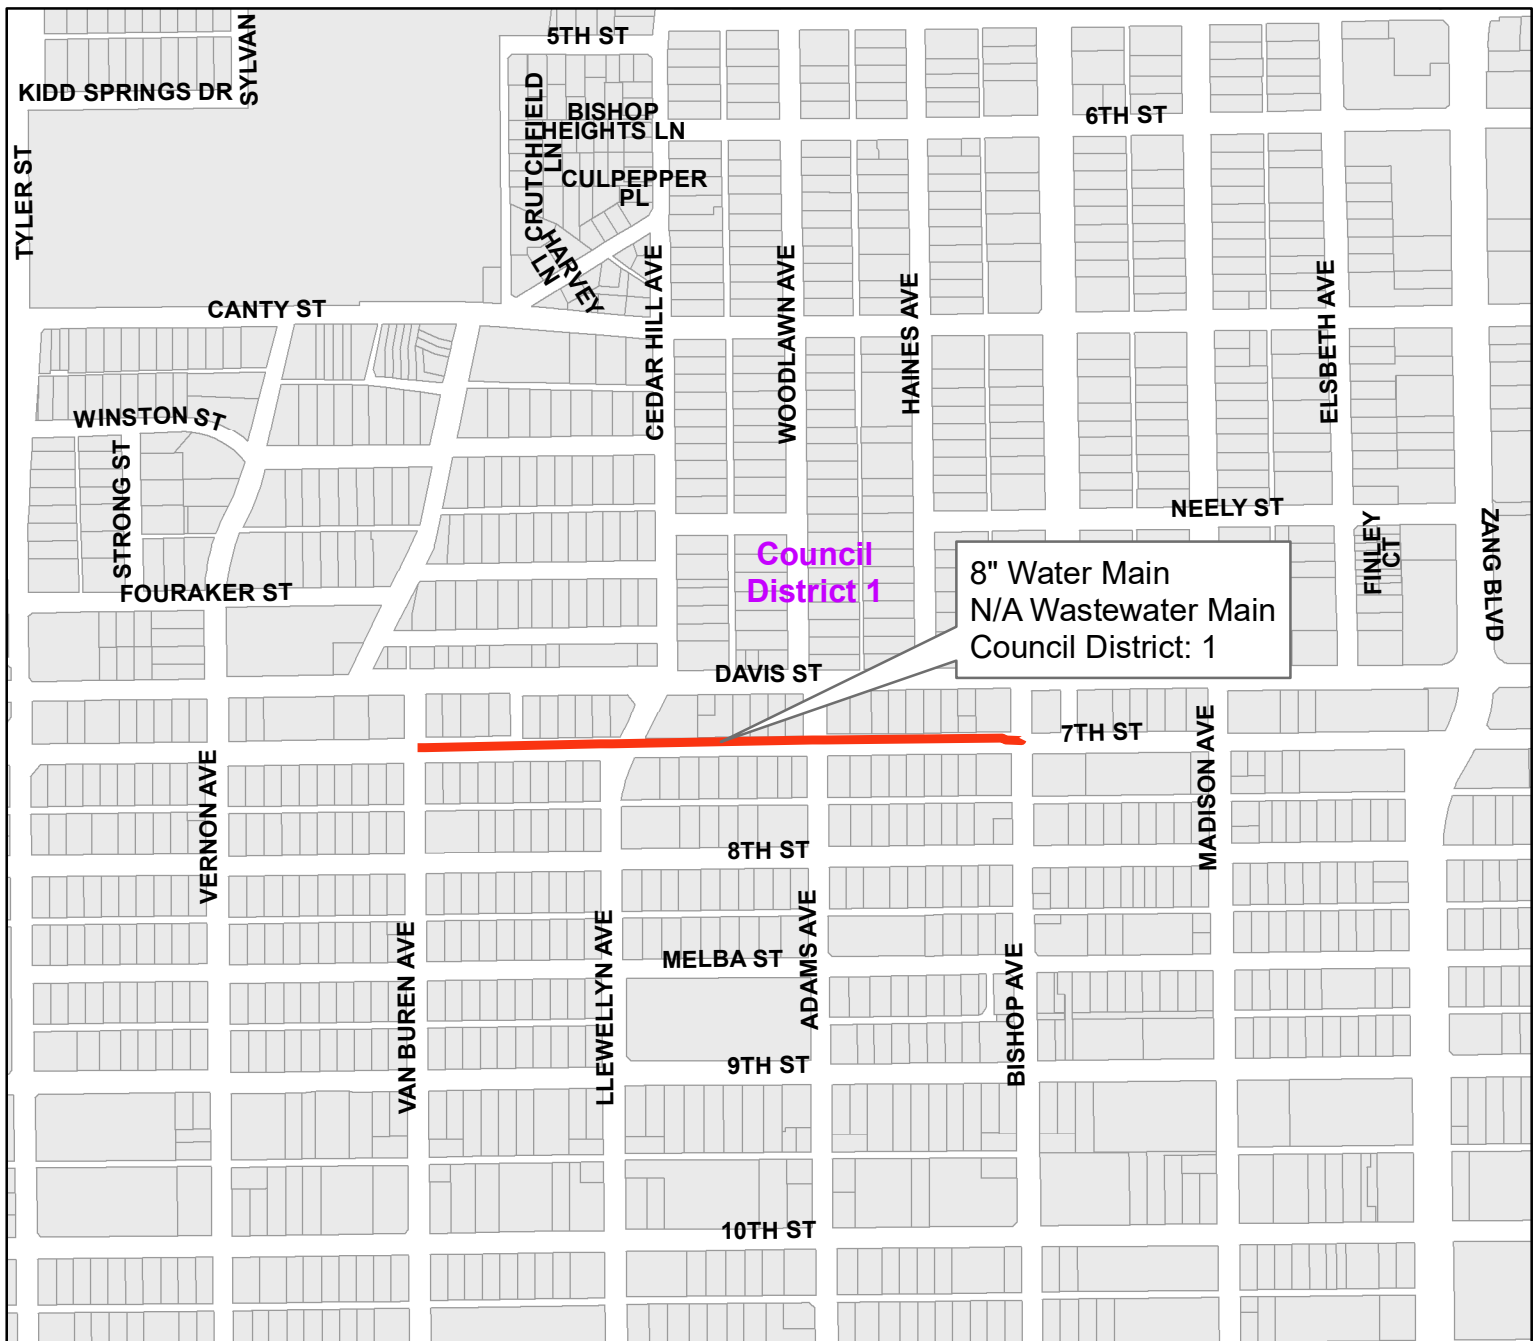 SYLVAN
5TH ST
KIDD SPRINGS DR
CRUTCHFIELD
LN
BISHOP
HEIGHTS LN
6TH ST
TYLER ST
CULPEPPER
PL
HARVEY
LN
CANTY ST
CEDAR HILL AVE
WOODLAWN AVE
HAINES AVE
ELSBETH AVE
WINSTON ST
STRONG ST
NEELY ST
FINLEY
CT
ZANG BLVD
Council
District 1
8" Water Main
N/A Wastewater Main
Council District: 1
FOURAKER ST
DAVIS ST
7TH ST
MADISON AVE
VERNON AVE
8TH ST
VAN BUREN AVE
LLEWELLYN AVE
ADAMS AVE
MELBA ST
BISHOP AVE
9TH ST
10TH ST